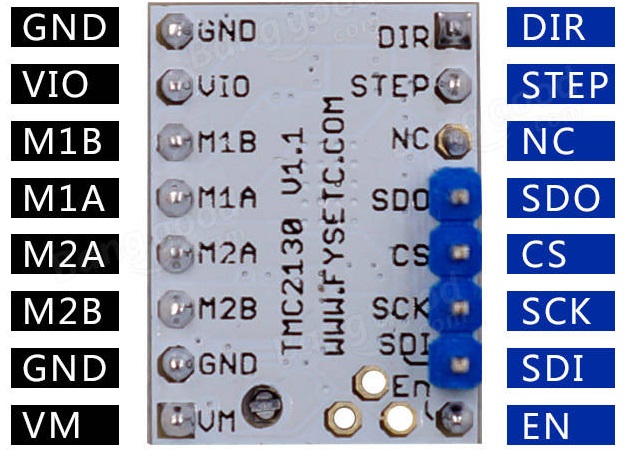 GND GND DIR DIR
VIO VIO STEP STEP
M1B M1B NC NC
M1A M1A SDO SDO
M2A M2A CS CS
M2B M2B SCK SCK
GND GND SDI SDI
VM VM En EN
TMC2130 V1.1
WWW.FYSETC.COM
Banggood.com